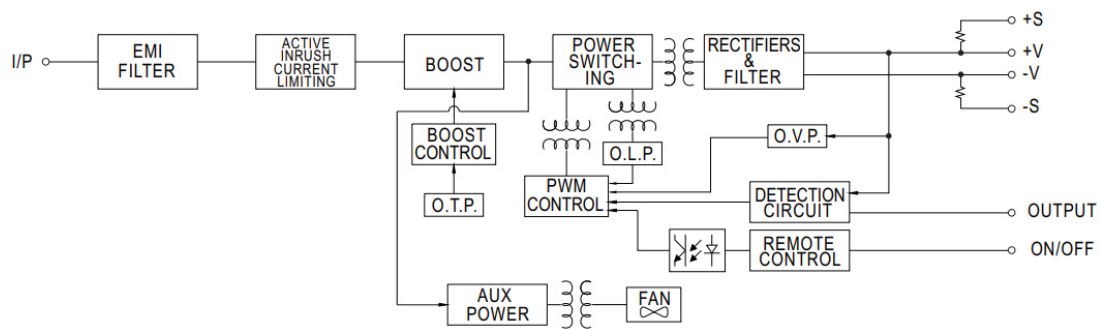 I/P
EMI
FILTER
ACTIVE
INRUSH
CURRENT
LIMITING
BOOST
POWER
SWITCH-
ING
RECTIFIERS
&
FILTER
+S
+V
-V
-S
BOOST
CONTROL
O.L.P.
O.V.P.
O.T.P.
PWM
CONTROL
DETECTION
CIRCUIT
OUTPUT
REMOTE
CONTROL
ON/OFF
AUX
POWER
FAN